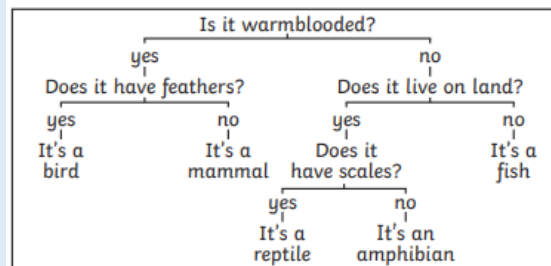 Is it warmblooded?
yes no
Does it have feathers? Does it live on land?
yes no yes no
It's a It's a Does it It's a
bird mammal have scales? fish
yes no
It's a It's an
reptile amphibian